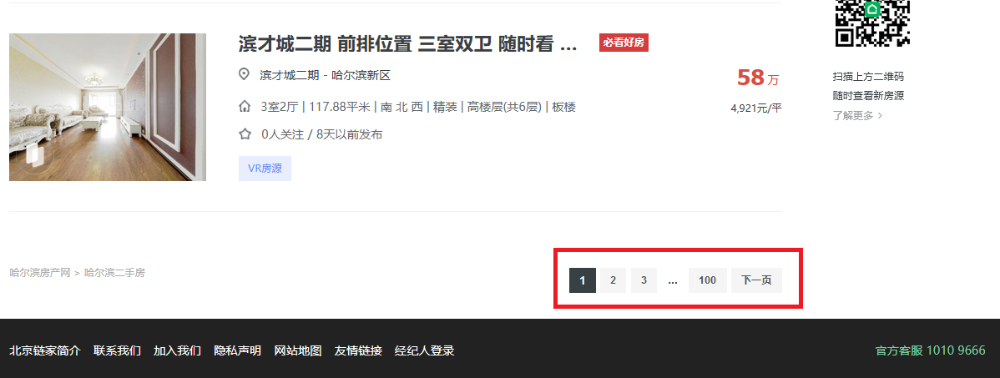 滨才城二期 前排位置 三室双卫 随时看 ...
必看好房
滨才城二期 - 哈尔滨新区
58 万
3室2厅 | 117.88平米 | 南 北 西 | 精装 | 高楼层(共6层) | 板楼
4,921元/平
0人关注 / 8天以前发布
VR房源
扫描上方二维码
随时查看新房源
了解更多 >
哈尔滨房产网 > 哈尔滨二手房
1 2 3 ... 100 下一页
北京链家简介 联系我们 加入我们 隐私声明 网站地图 友情链接 经纪人登录
官方客服 1010 9666